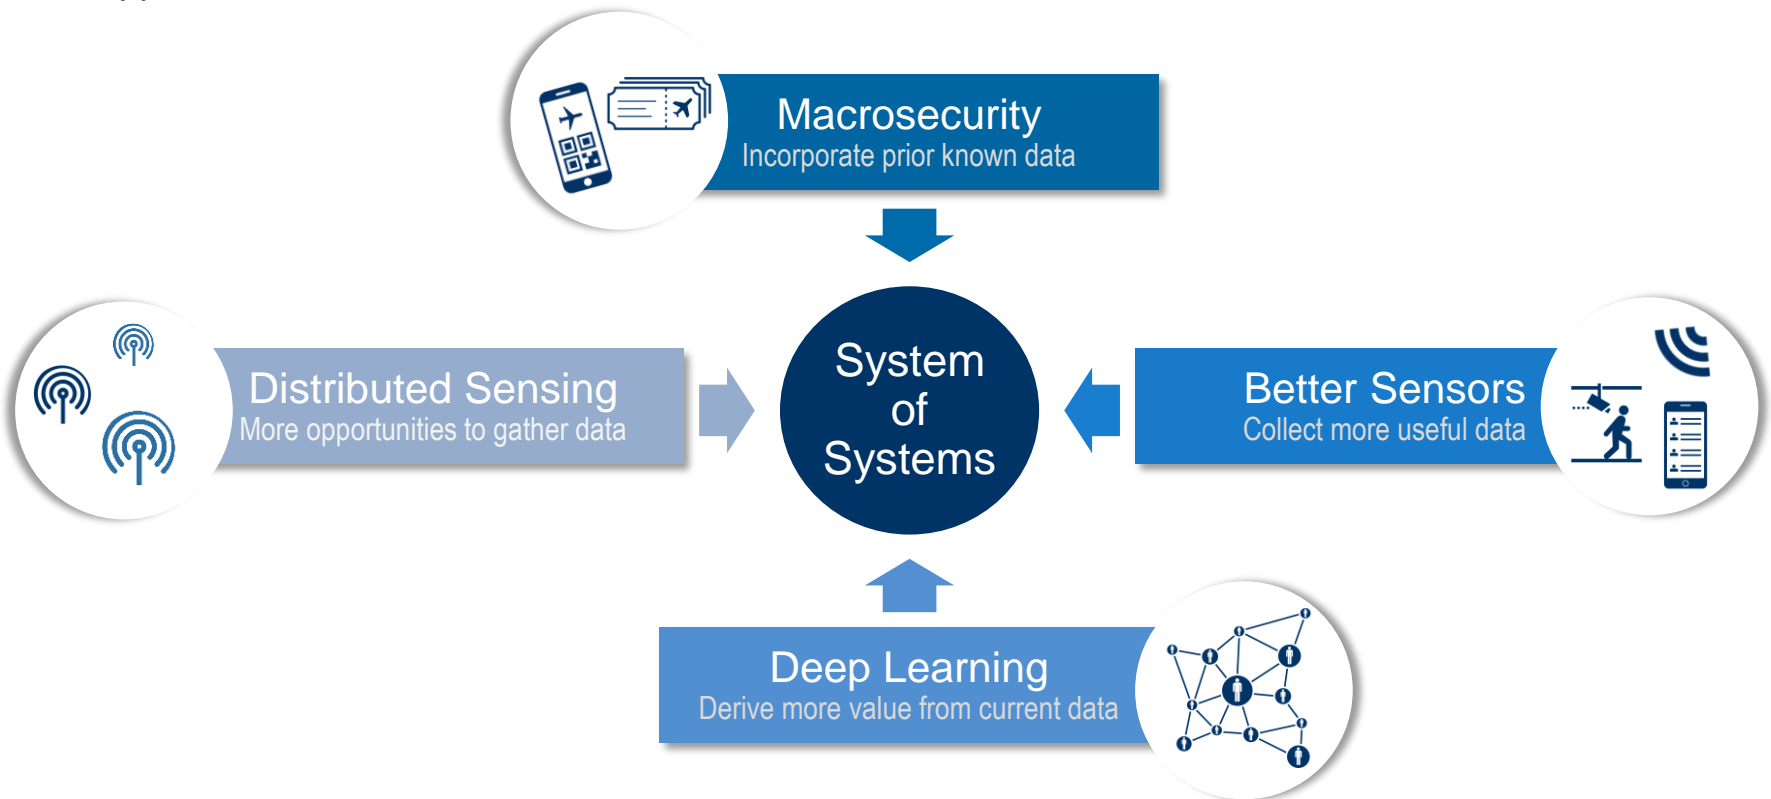 Macrosecurity
Incorporate prior known data
Distributed Sensing
More opportunities to gather data
System
of
Systems
Better Sensors
Collect more useful data
Deep Learning
Derive more value from current data